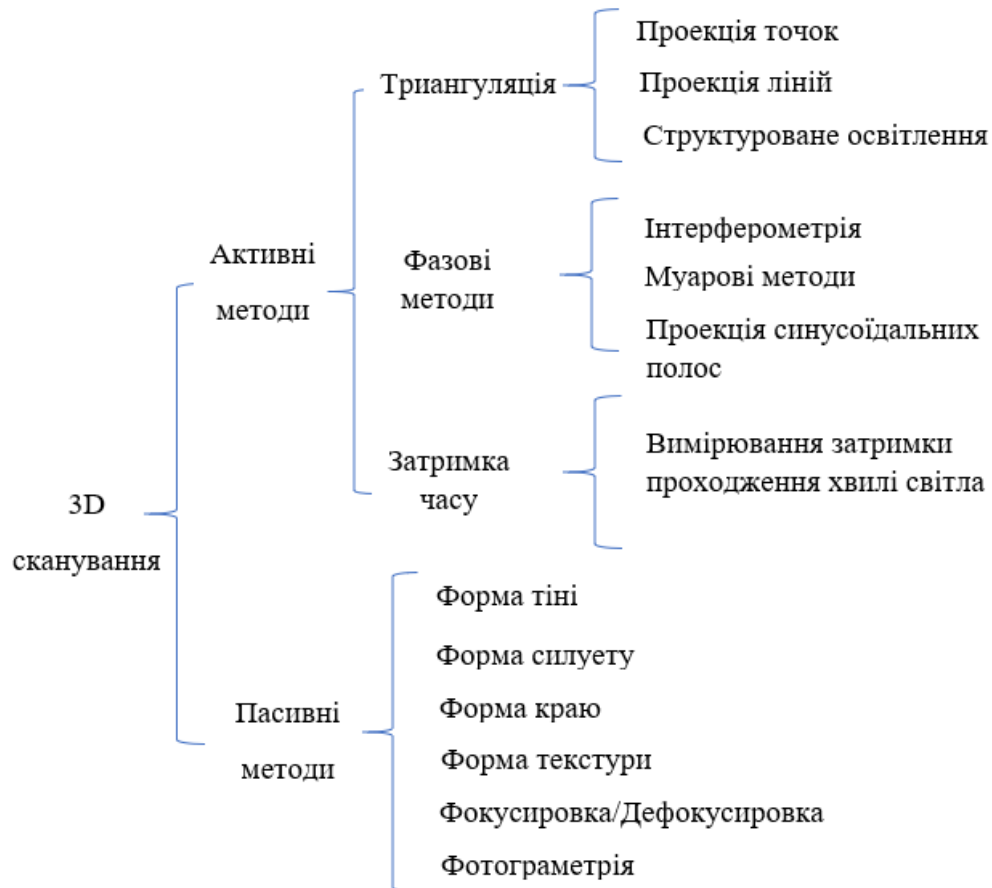 3D
сканування
Активні
методи
Триангуляція
Проекція точок
Проекція ліній
Структуроване освітлення
Фазові
методи
Інтерферометрія
Муарові методи
Проекція синусоїдальних
полос
Затримка
часу
Вимірювання затримки
проходження хвилі світла
Пасивні
методи
Форма тіні
Форма силуету
Форма краю
Форма текстури
Фокусировка/Дефокусировка
Фотограметрія